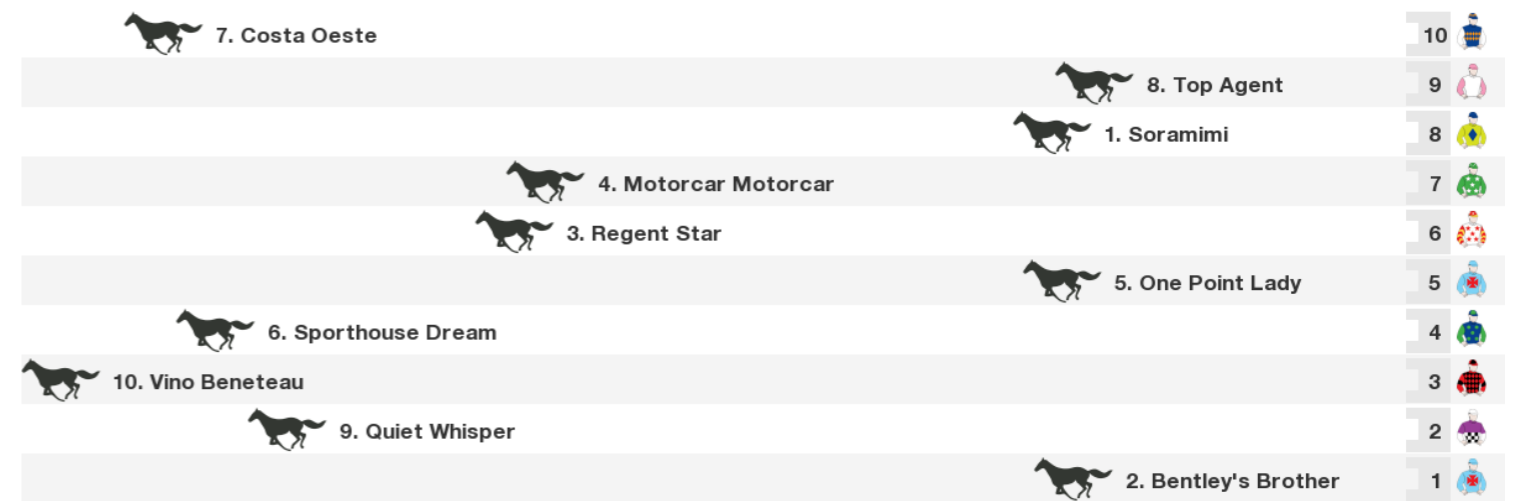 7. Costa Oeste 10
8. Top Agent 9
1. Soramimi 8
4. Motorcar Motorcar 7
3. Regent Star 6
5. One Point Lady 5
6. Sporthouse Dream 4
10. Vino Beneteau 3
9. Quiet Whisper 2
2. Bentley's Brother 1